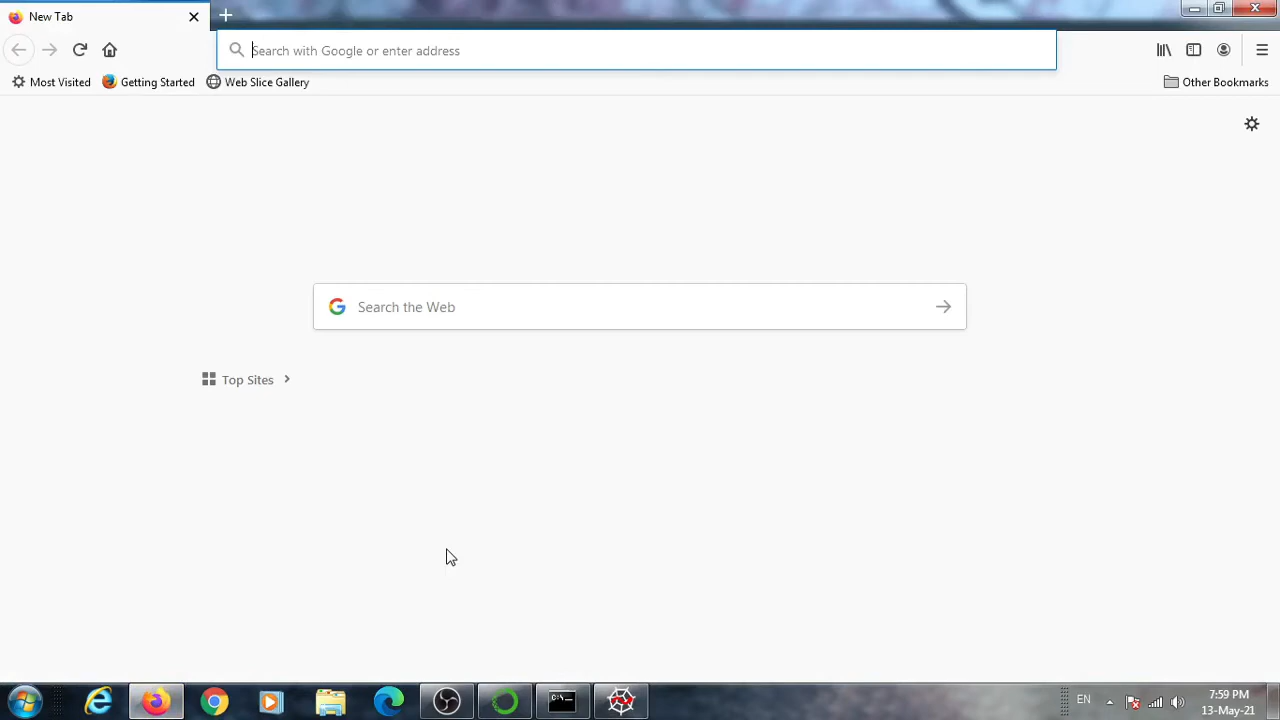 New Tab
Search with Google or enter address
Most Visited
Getting Started
Web Slice Gallery
Other Bookmarks
Search the Web
Top Sites
EN
7:59 PM
13-May-21